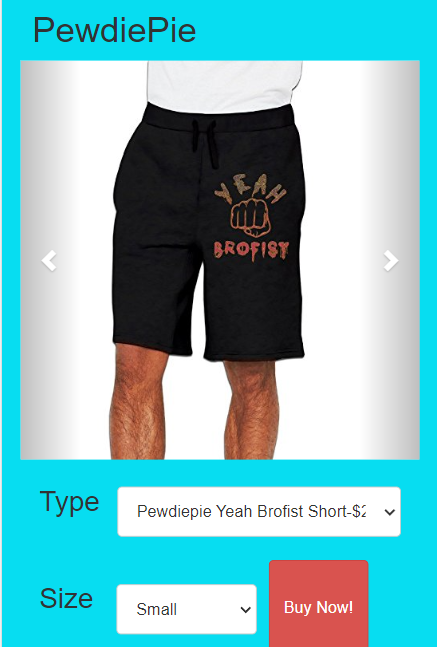 PewdiePie
YEAH
BROFIST
Type
Pewdiepie Yeah Brofist Short-$2
Size
Small
Buy Now!